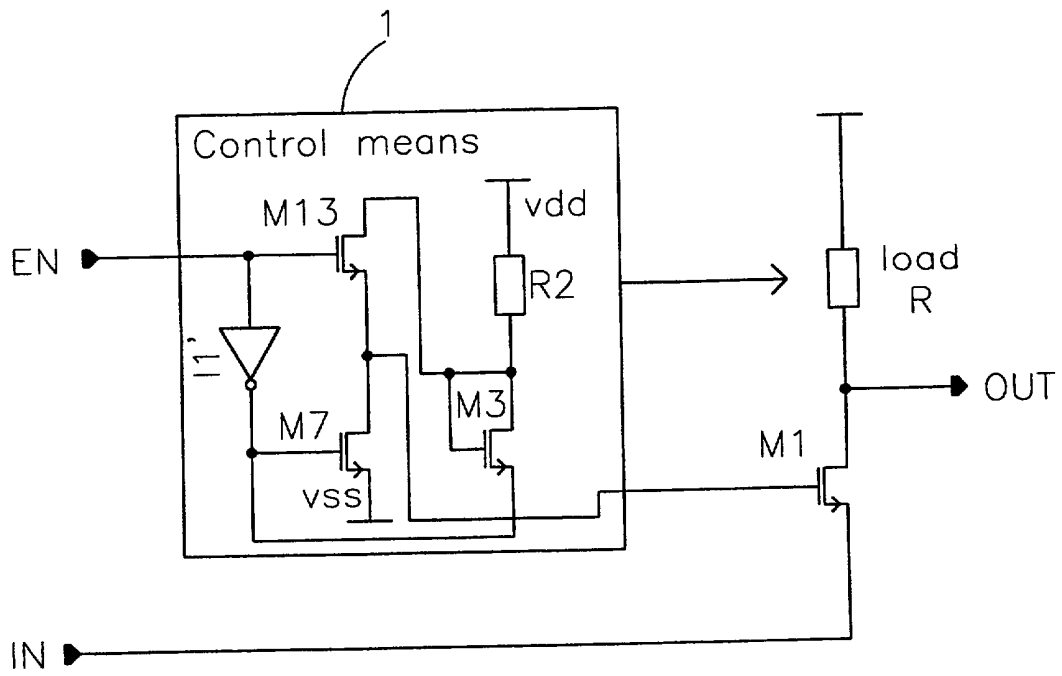 1
Control means
M13
vdd
EN
R2
load
R
I1'
M3
OUT
M7
M1
vss
IN